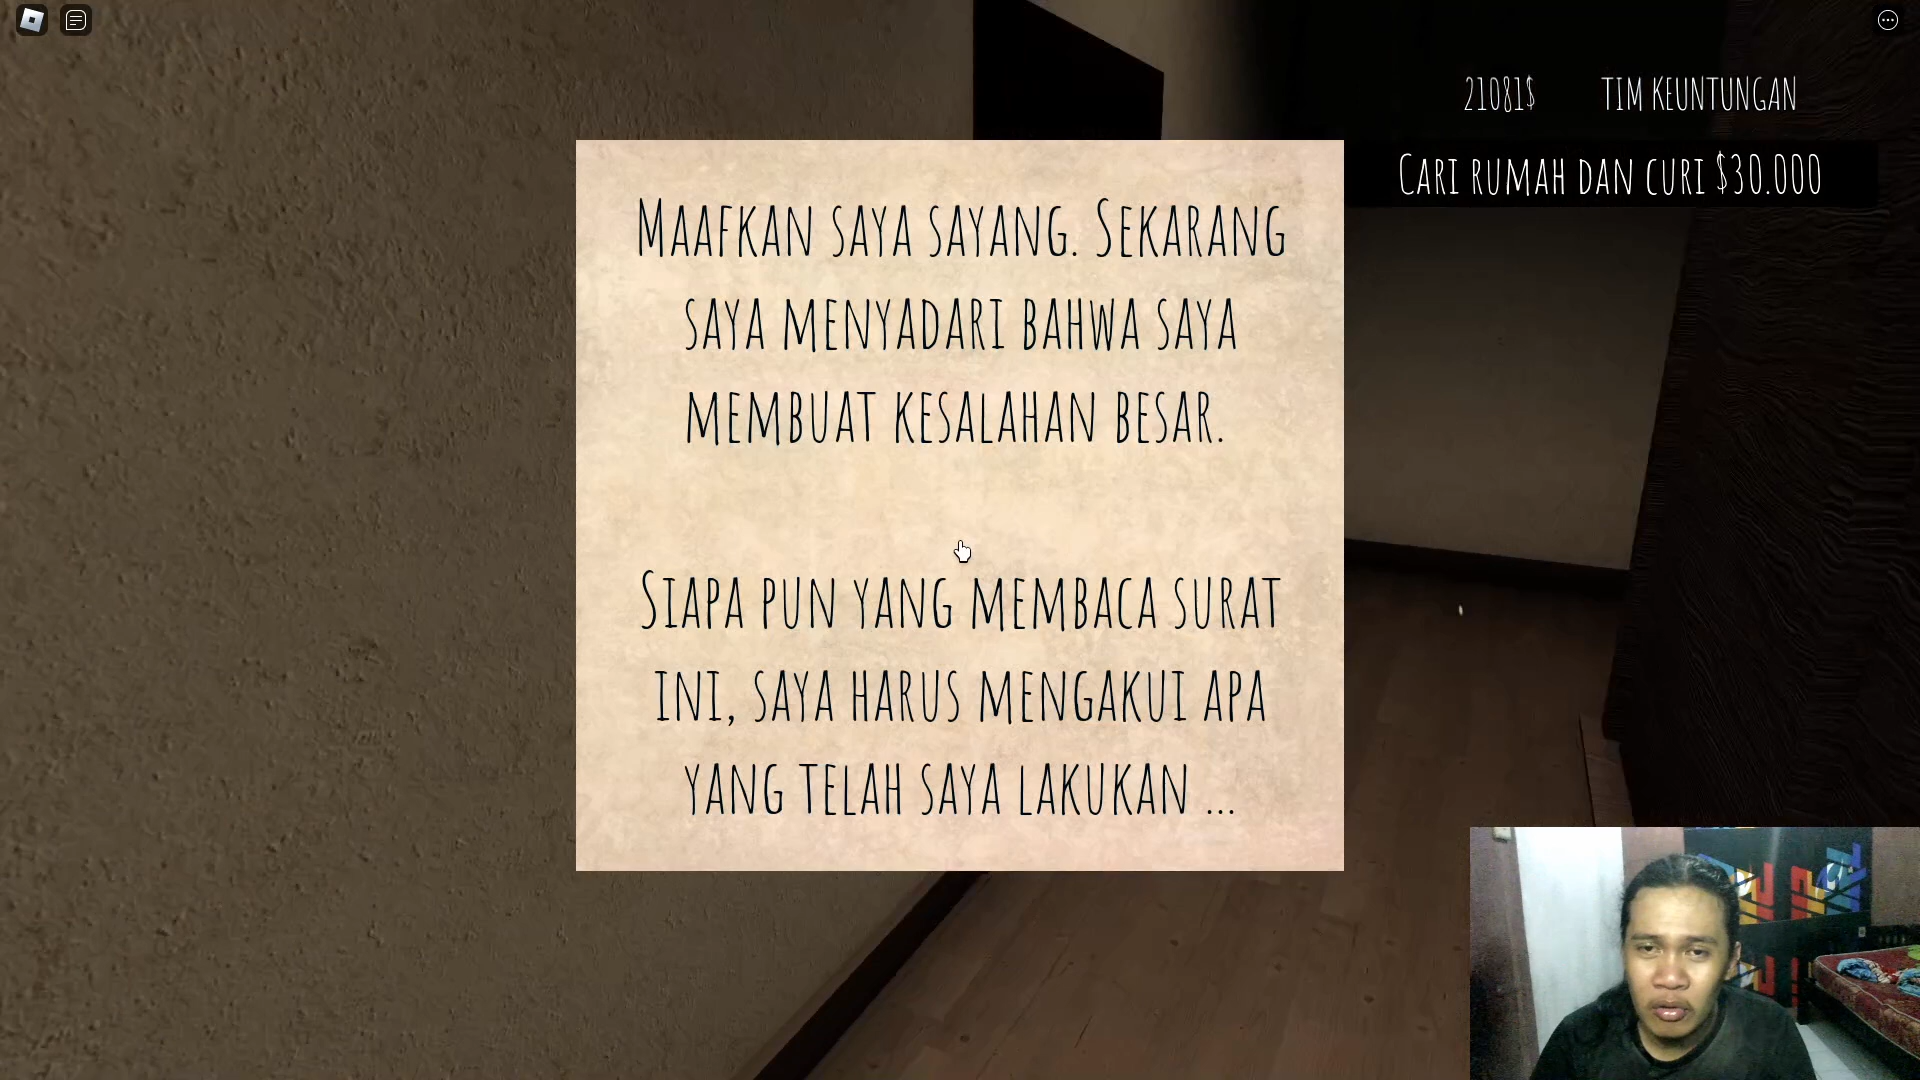 21081$ TIM KEUNTUNGAN
CARI RUMAH DAN CURI $30.000
MAAFKAN SAYA SAYANG. SEKARANG
SAYA MENYADARI BAHWA SAYA
MEMBUAT KESALAHAN BESAR.
SIAPA PUN YANG MEMBACA SURAT
INI, SAYA HARUS MENGAKUI APA
YANG TELAH SAYA LAKUKAN ...